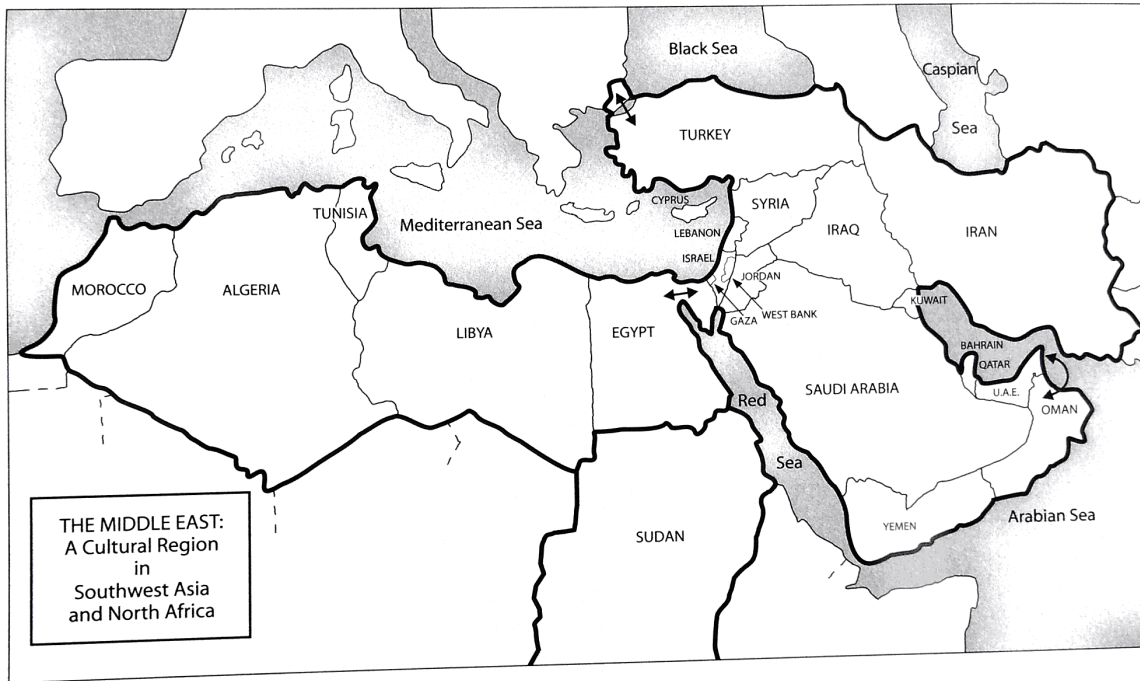 Black Sea
Caspian
Sea
TURKEY
TUNISIA
CYPRUS
SYRIA
Mediterranean Sea
LEBANON
IRAQ
IRAN
ISRAEL
JORDAN
MOROCCO
ALGERIA
KUWAIT
WEST BANK
GAZA
LIBYA
EGYPT
BAHRAIN
QATAR
SAUDI ARABIA
U.A.E.
Red
OMAN
Sea
Arabian Sea
YEMEN
SUDAN
THE MIDDLE EAST:
A Cultural Region
in
Southwest Asia
and North Africa